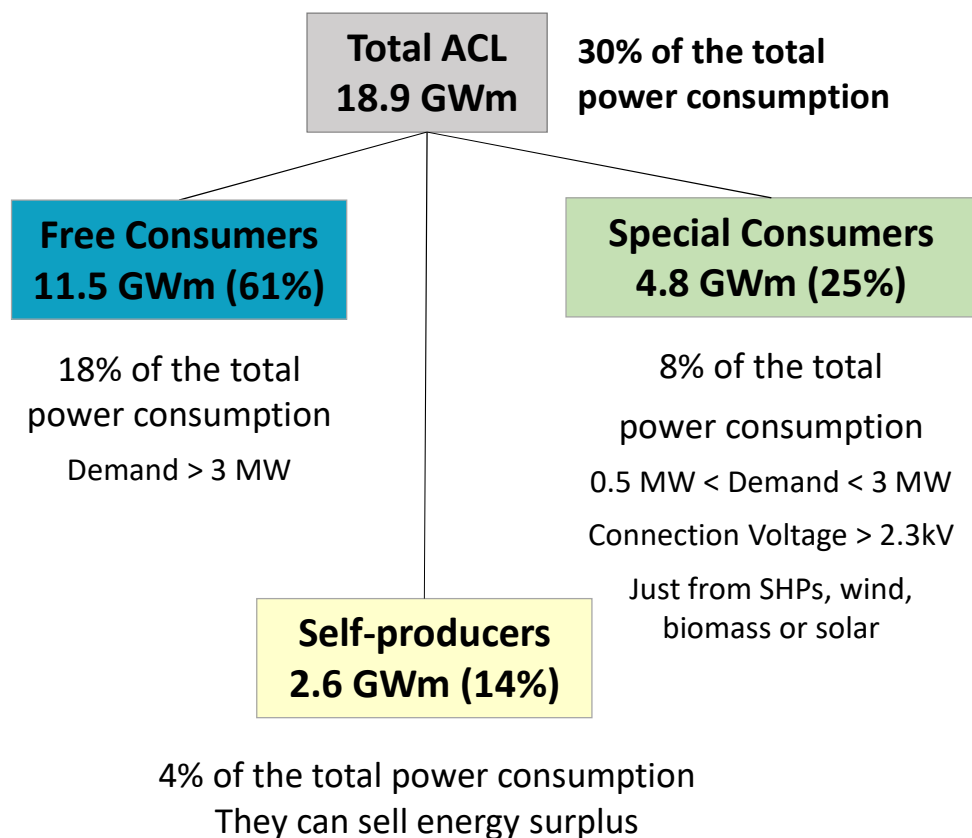 Total ACL
18.9 GWm
30% of the total
power consumption
Free Consumers
11.5 GWm (61%)
18% of the total
power consumption
Demand > 3 MW
Special Consumers
4.8 GWm (25%)
8% of the total
power consumption
0.5 MW < Demand < 3 MW
Connection Voltage > 2.3kV
Just from SHPs, wind,
biomass or solar
Self-producers
2.6 GWm (14%)
4% of the total power consumption
They can sell energy surplus